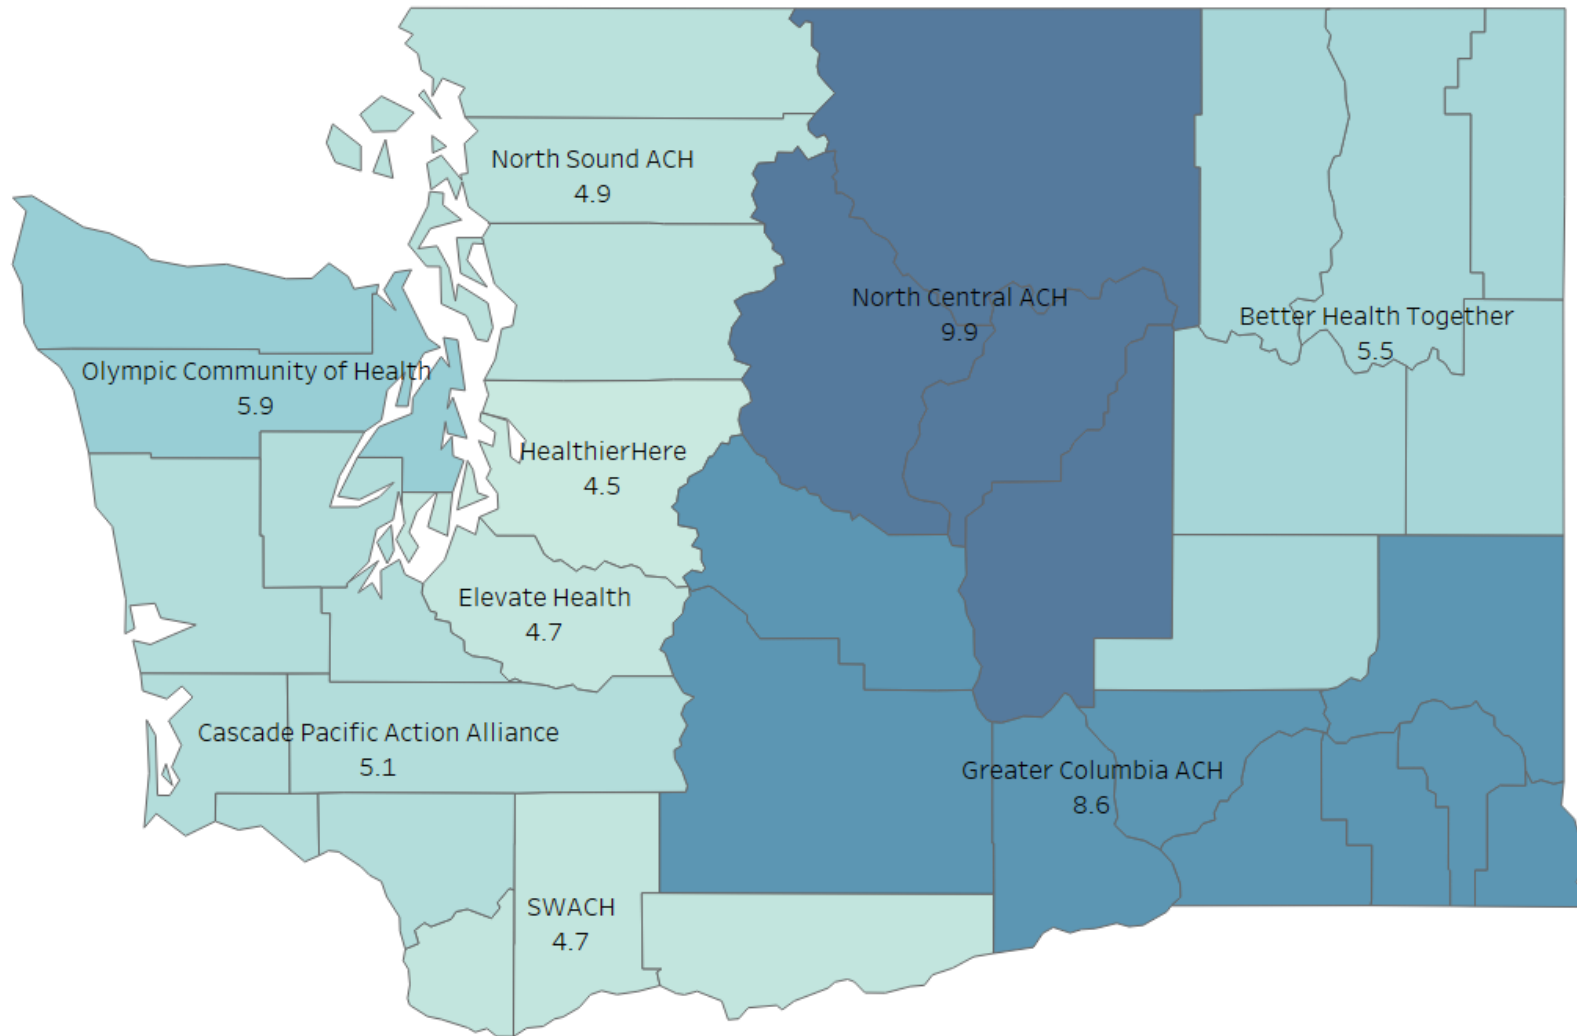 North Sound ACH
4.9
North Central ACH
9.9
Better Health Together
5.5
Olympic Community of Health
5.9
HealthierHere
4.5
Elevate Health
4.7
Cascade Pacific Action Alliance
5.1
Greater Columbia ACH
8.6
SWACH
4.7